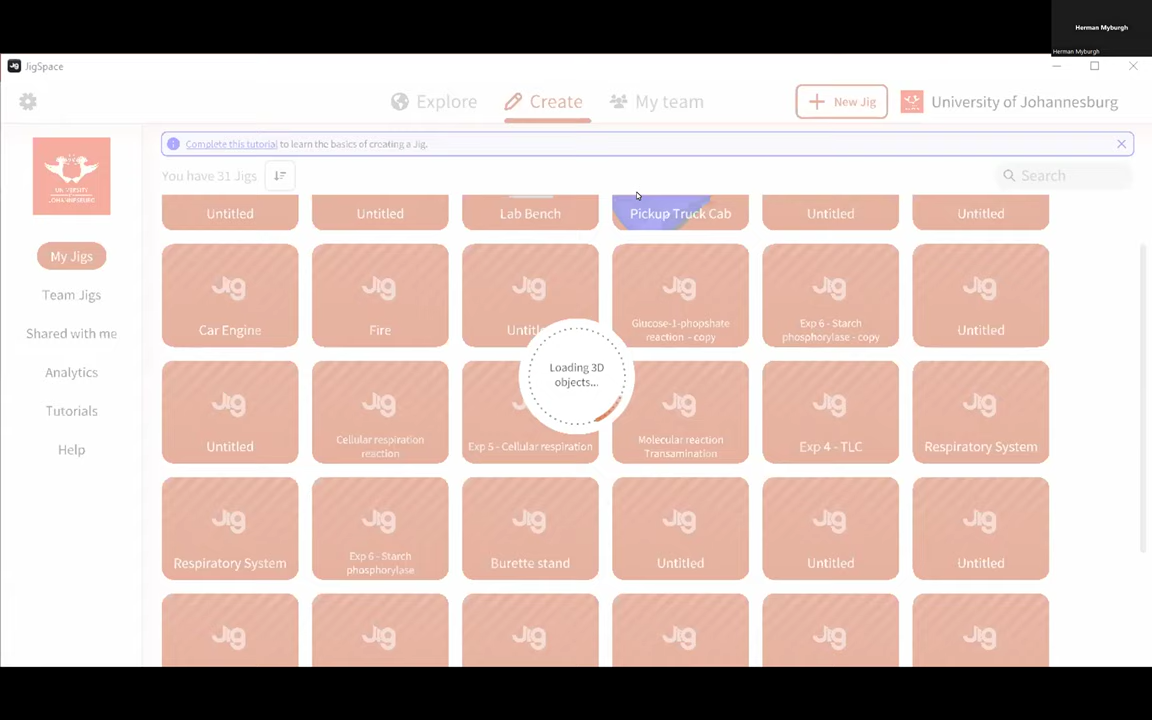 Herman Myburgh
Herman Myburgh
Jig JigSpace
Explore
Create
My team
New Jig
University of Johannesburg
Complete this tutorial to learn the basics of creating a Jig.
You have 31 Jigs
Search
UNIVERSITY
JOHANNESBURG
My Jigs
Team Jigs
Shared with me
Analytics
Tutorials
Help
Untitled
Untitled
Lab Bench
Pickup Truck Cab
Untitled
Untitled
Jig
Jig
Jig
Jig
Jig
Jig
Car Engine
Fire
Glucose-1-phopshate
reaction - copy
Exp 6 - Starch
phosphorylase - copy
Untitled
Loading 3D
objects...
Jig
Jig
Jig
Jig
Jig
Untitled
Cellular respiration
reaction
Exp 5 - Cellular respiration
Molecular reaction
Transamination
Exp 4 - TLC
Respiratory System
Jig
Jig
Jig
Jig
Jig
Jig
Respiratory System
Exp 6 - Starch
phosphorylase
Burette stand
Untitled
Untitled
Untitled
Jig
Jig
Jig
Jig
Jig
Jig